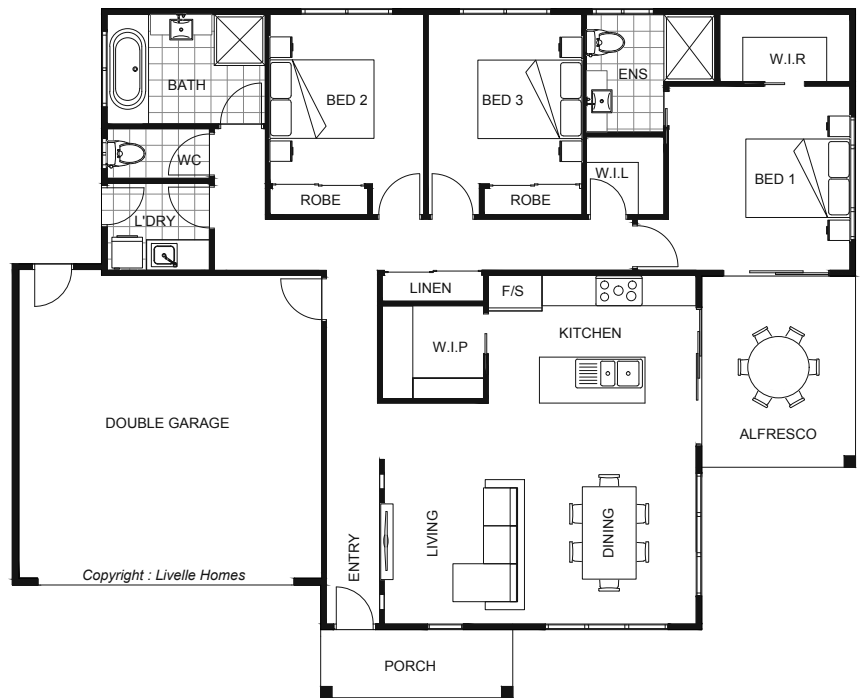 W.I.R
ENS
BATH
BED 2
BED 3
WC
W.I.L
BED 1
ROBE
ROBE
L'DRY
LINEN
F/S
KITCHEN
W.I.P
DOUBLE GARAGE
ALFRESCO
LIVING
DINING
ENTRY
Copyright : Livelle Homes
PORCH